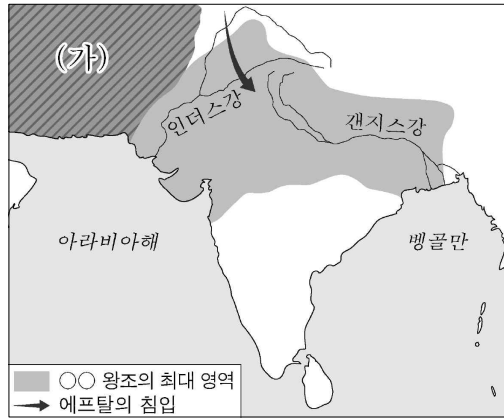 (가)
인더스강
갠지스강
아라비아해
벵골만
○○ 왕조의 최대 영역
에프탈의 침입